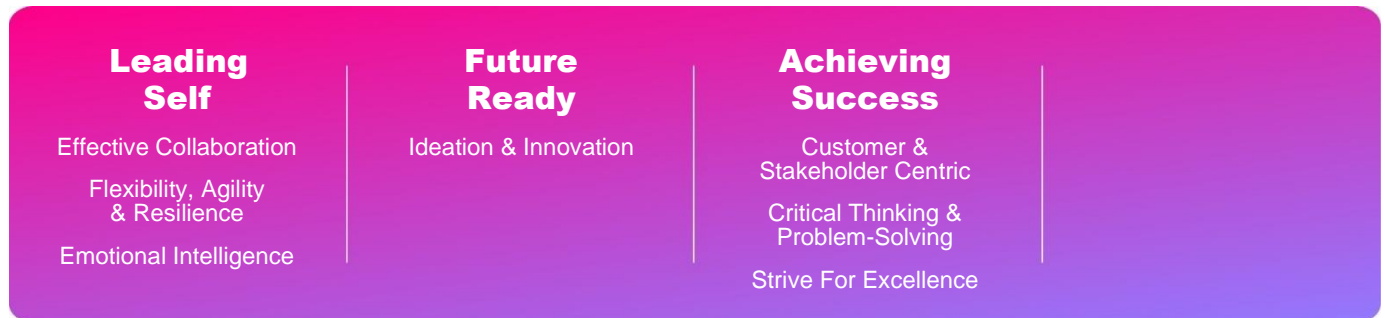 Leading
Self
Effective Collaboration
Flexibility, Agility
& Resilience
Emotional Intelligence
Future
Ready
Ideation & Innovation
Achieving
Success
Customer &
Stakeholder Centric
Critical Thinking &
Problem-Solving
Strive For Excellence